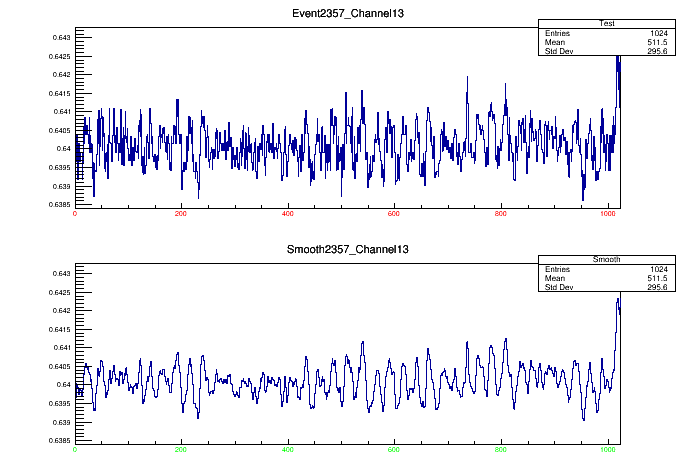 Event2357_Channel13
Test
Entries 1024
Mean 511.5
Std Dev 295.6
0.643
0.6425
0.642
0.6415
0.641
0.6405
0.64
0.6395
0.639
0.6385
0 200 400 600 800 1000
Smooth2357_Channel13
Smooth
Entries 1024
Mean 511.5
Std Dev 295.6
0.643
0.6425
0.642
0.6415
0.641
0.6405
0.64
0.6395
0.639
0.6385
0 200 400 600 800 1000